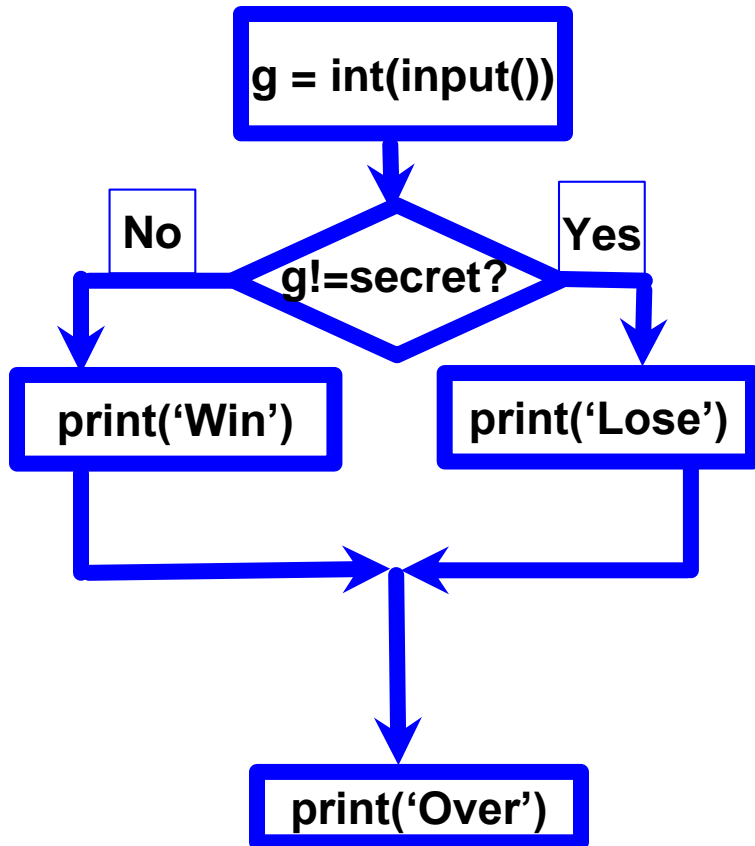 g = int(input())
No
Yes
g!=secret?
print(‘Win’)
print(‘Lose’)
print(‘Over’)